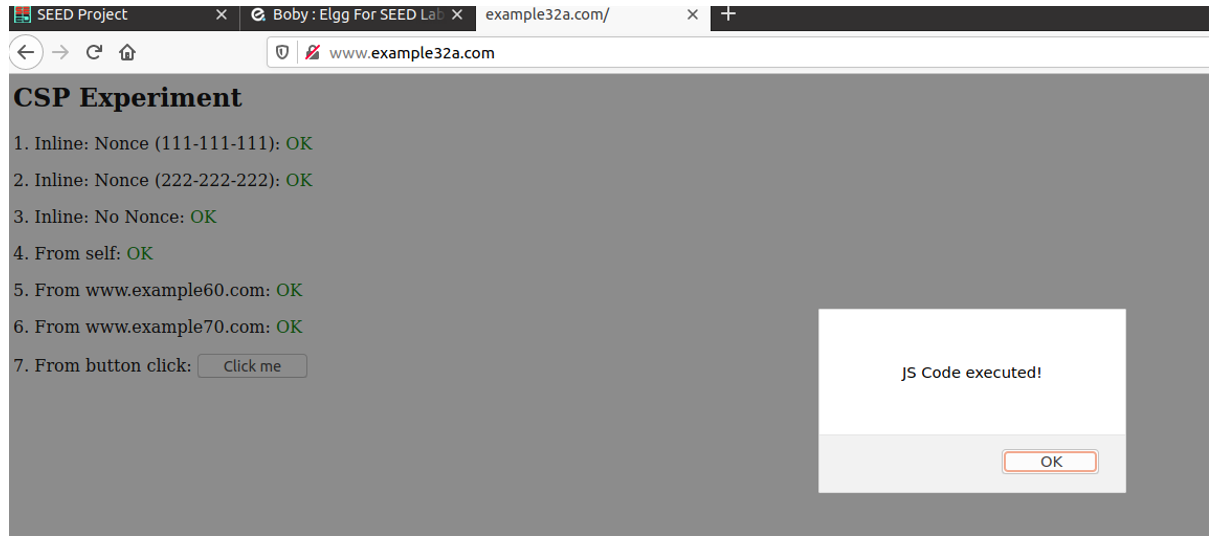 SEED Project
Boby : Elgg For SEED Lab
example32a.com/
www.example32a.com
CSP Experiment
1. Inline: Nonce (111-111-111): OK
2. Inline: Nonce (222-222-222): OK
3. Inline: No Nonce: OK
4. From self: OK
5. From www.example60.com: OK
6. From www.example70.com: OK
7. From button click: Click me
JS Code executed!
OK